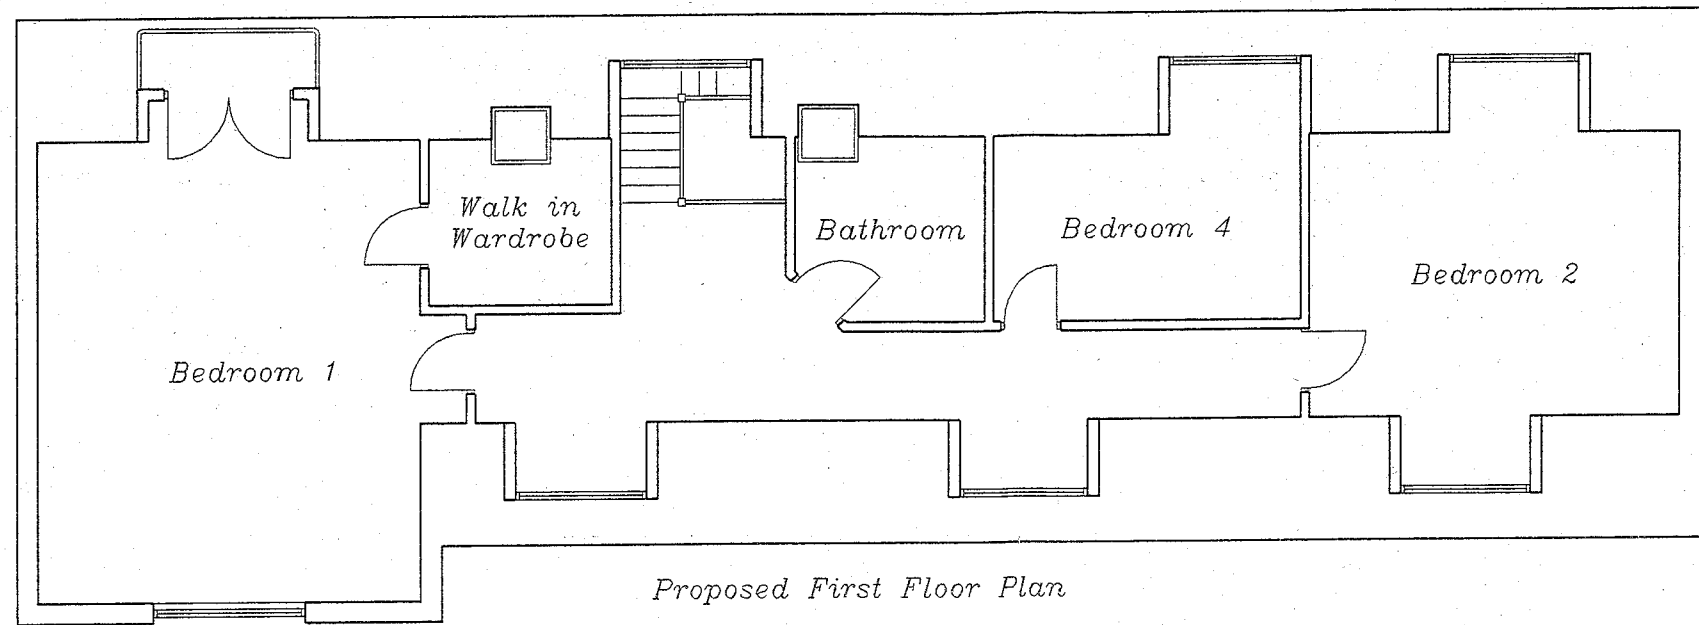 Walk in
Wardrobe
Bathroom
Bedroom 4
Bedroom 2
Bedroom 1
Proposed First Floor Plan